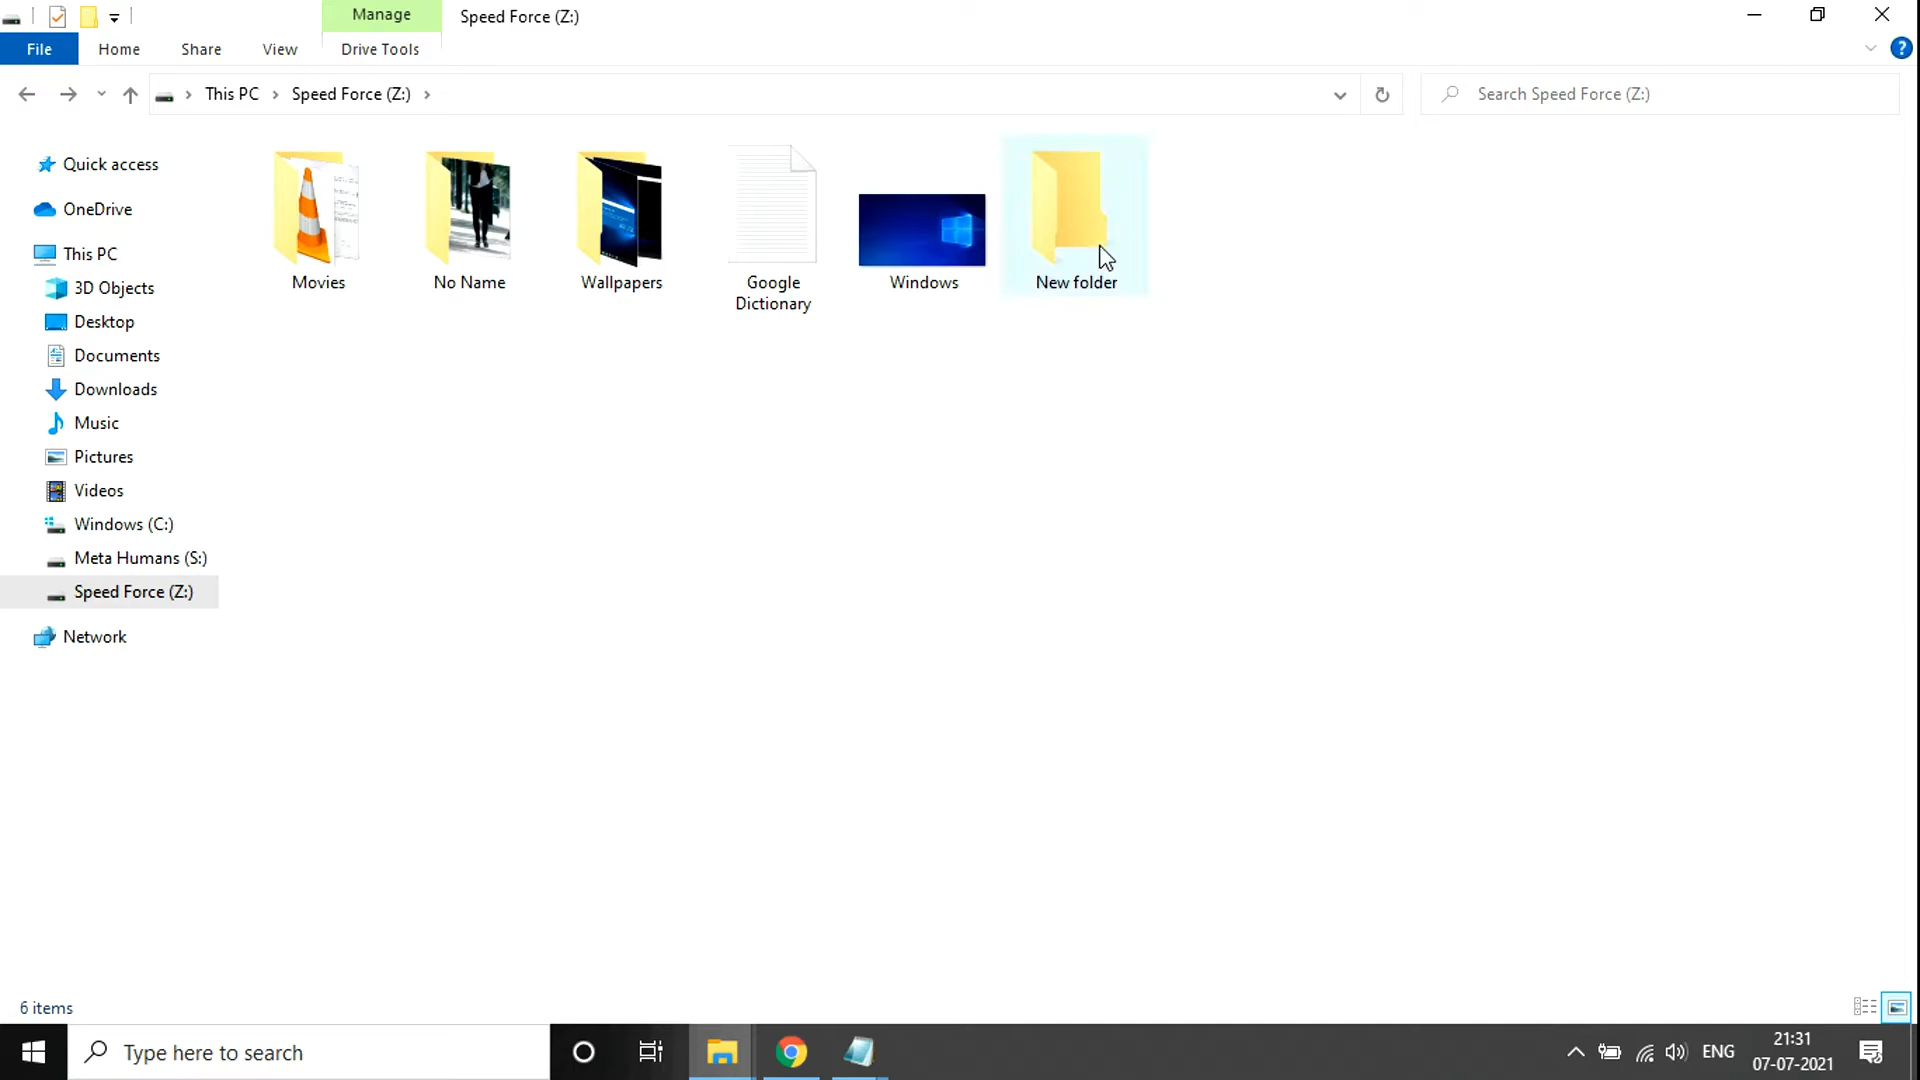 Manage
Speed Force (Z:)
File
Home
Share
View
Drive Tools
This PC
Speed Force (Z:)
Search Speed Force (Z:)
Quick access
OneDrive
This PC
3D Objects
Desktop
Documents
Downloads
Music
Pictures
Videos
Windows (C:)
Meta Humans (S:)
Speed Force (Z:)
Network
Movies
No Name
Wallpapers
Google
Dictionary
Windows
New folder
6 items
Type here to search
ENG
21:31
07-07-2021